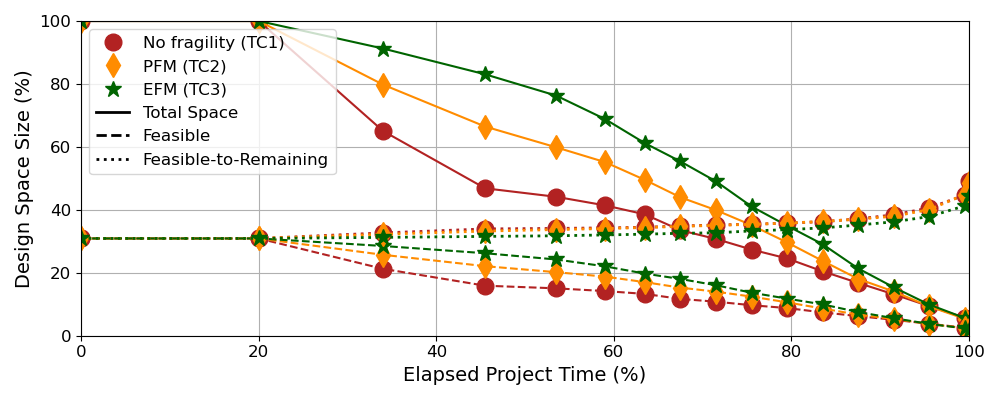 Design Space Size (%)
100
80
60
40
20
0
No fragility (TC1)
PFM (TC2)
EFM (TC3)
Total Space
Feasible
Feasible-to-Remaining
0 20 40 60 80 100
Elapsed Project Time (%)